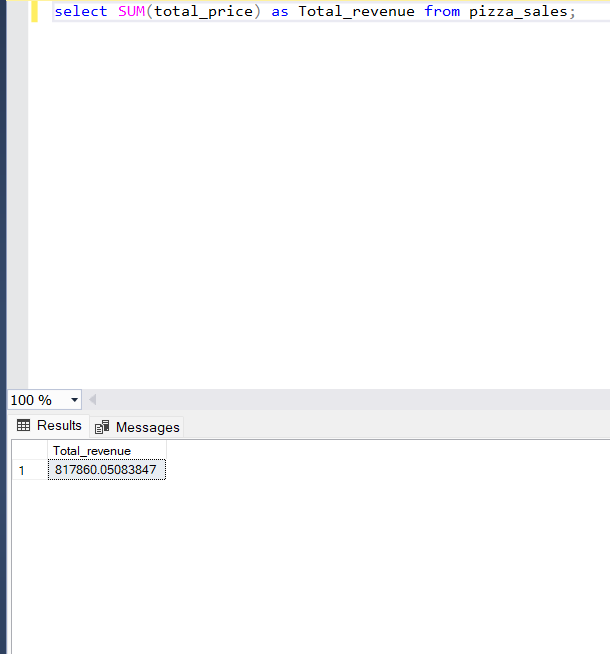 select SUM(total_price) as Total_revenue from pizza_sales;
100 %
Results Messages
Total_revenue
1 817860.05083847